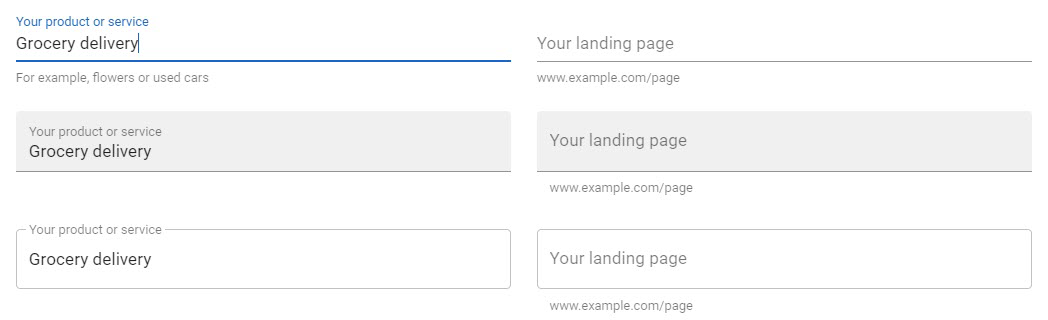 Your product or service
Grocery delivery
Your landing page
For example, flowers or used cars
www.example.com/page
Your product or service
Grocery delivery
Your landing page
www.example.com/page
Your product or service
Grocery delivery
Your landing page
www.example.com/page